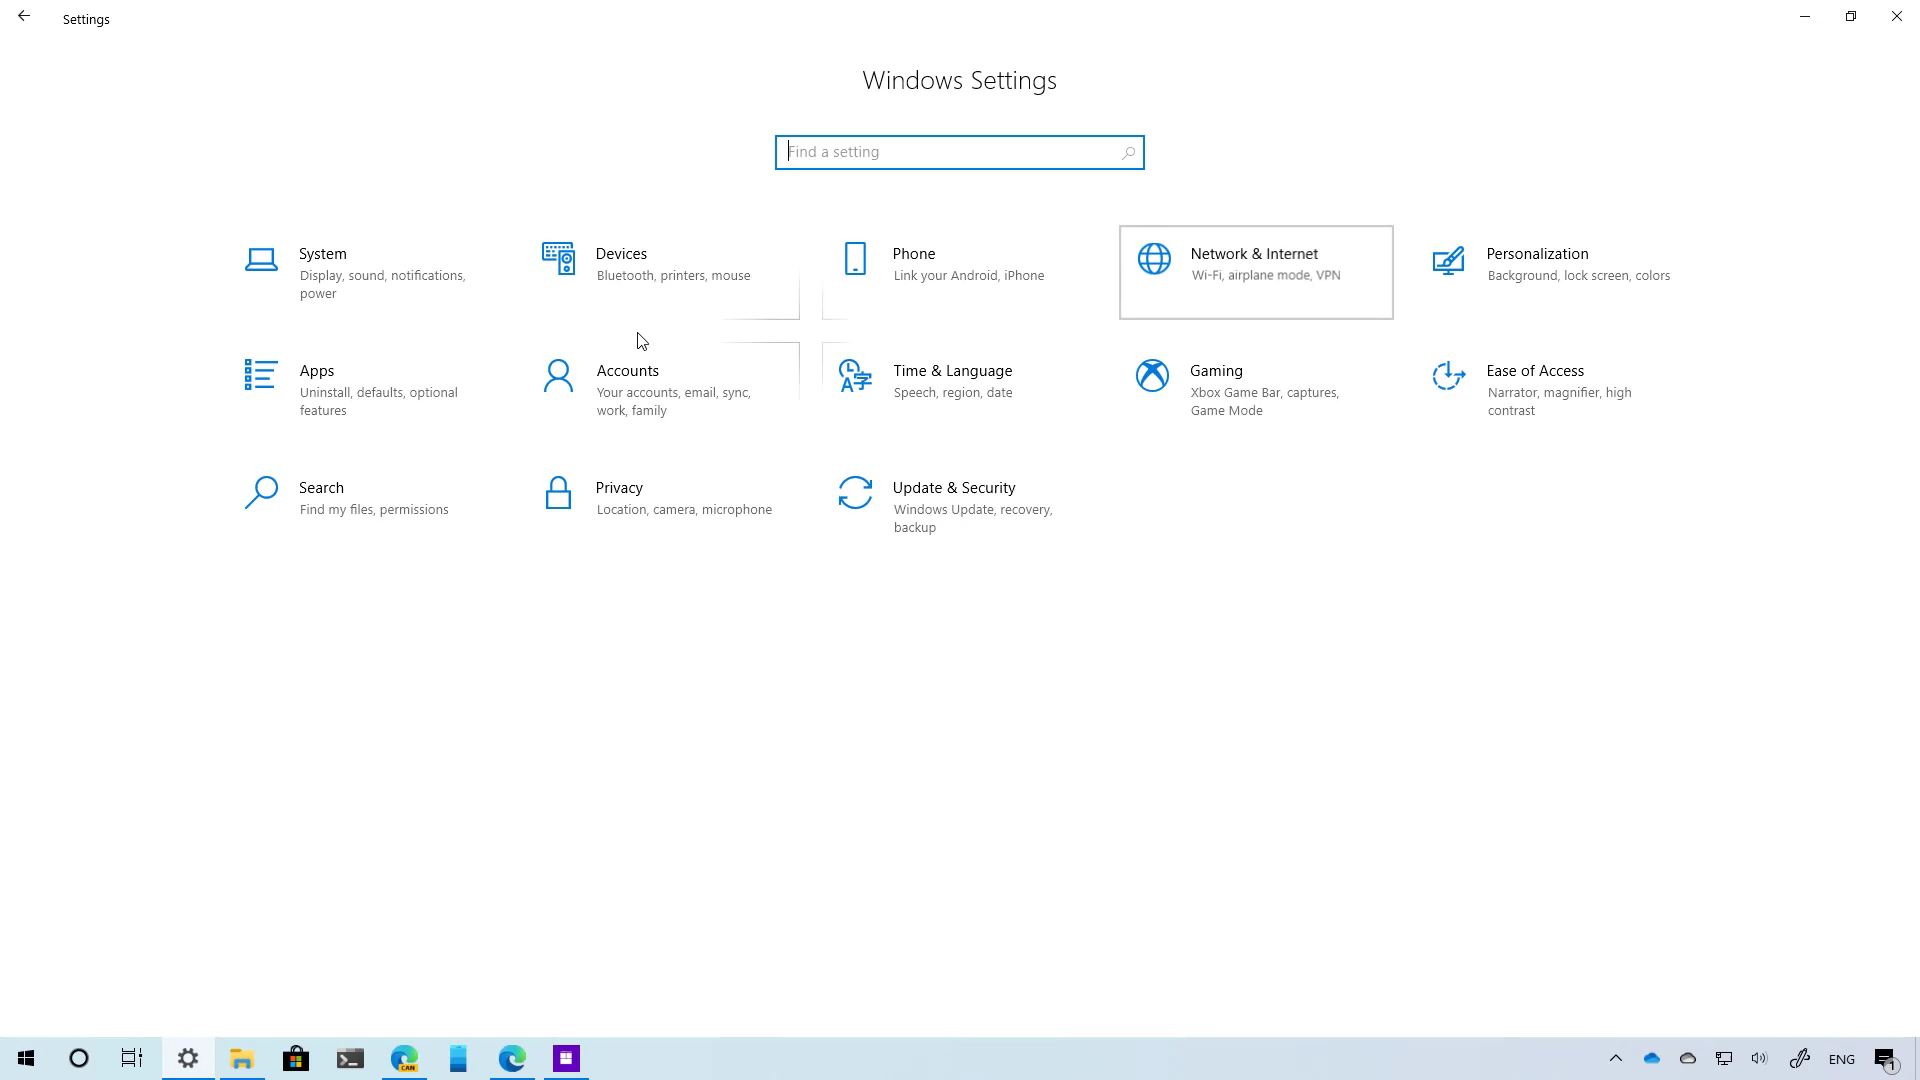 Settings
Windows Settings
Find a setting
System
Display, sound, notifications,
power
Devices
Bluetooth, printers, mouse
Phone
Link your Android, iPhone
Network & Internet
Wi-Fi, airplane mode, VPN
Personalization
Background, lock screen, colors
Apps
Uninstall, defaults, optional
features
Accounts
Your accounts, email, sync,
work, family
Time & Language
Speech, region, date
Gaming
Xbox Game Bar, captures,
Game Mode
Ease of Access
Narrator, magnifier, high
contrast
Search
Find my files, permissions
Privacy
Location, camera, microphone
Update & Security
Windows Update, recovery,
backup
CAN
ENG
1